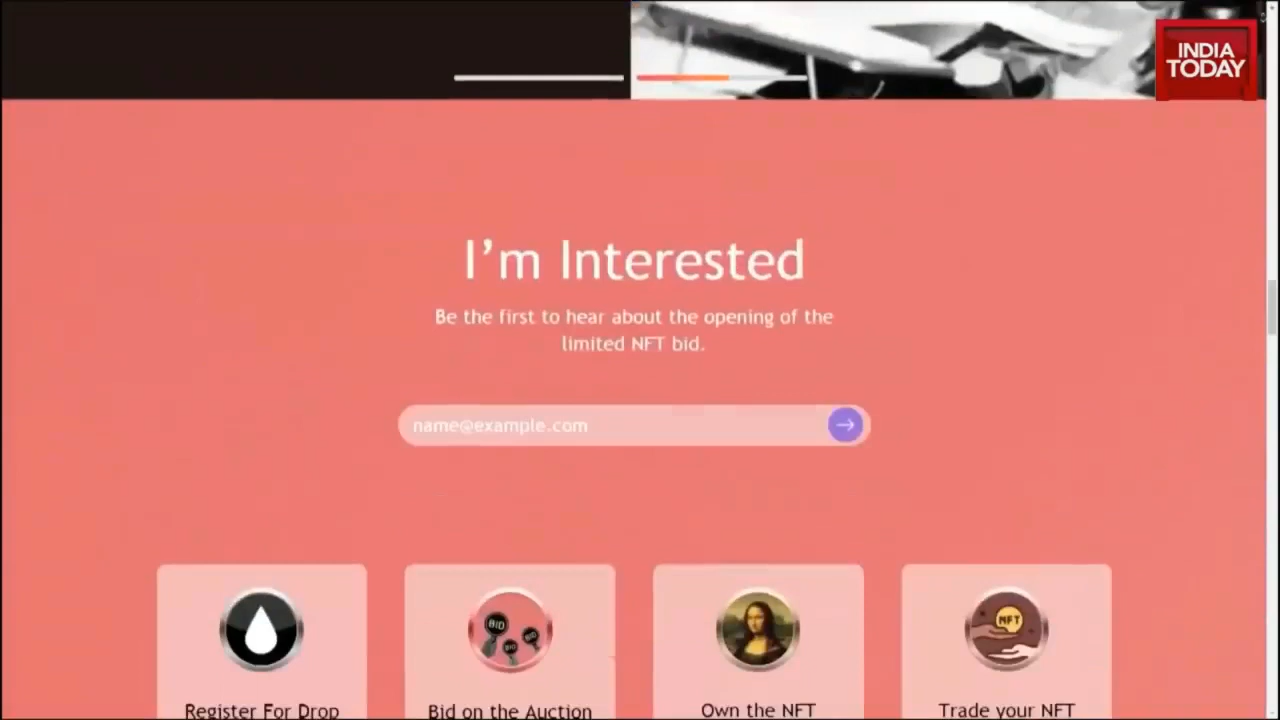 INDIA
TODAY
I'm Interested
Be the first to hear about the opening of the
limited NFT bid.
name@example.com
BID
BID
BID
NFT
Register For Drop
Bid on the Auction
Own the NFT
Trade your NFT